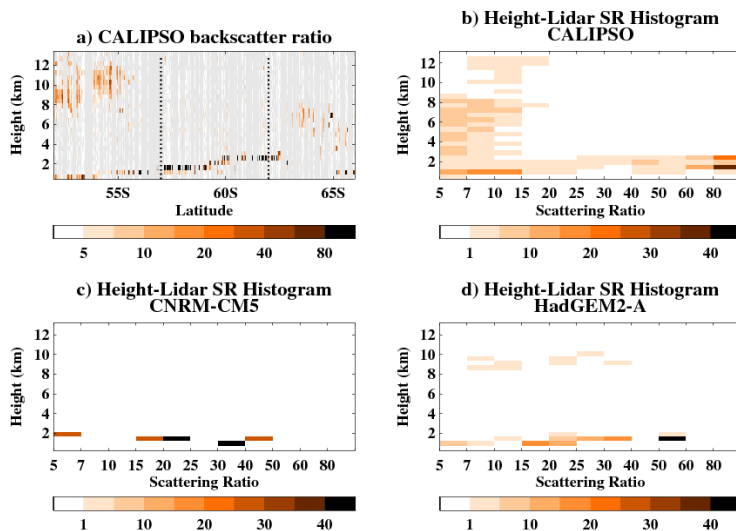 a) CALIPSO backscatter ratio
Height (km)
12
10
8
6
4
2
55S 60S 65S
Latitude
5 10 20 40 80
b) Height-Lidar SR Histogram
CALIPSO
Height (km)
12
10
8
6
4
2
5 7 10 15 20 25 30 40 50 60 80
Scattering Ratio
1 10 20 30 40
c) Height-Lidar SR Histogram
CNRM-CM5
Height (km)
12
10
8
6
4
2
5 7 10 15 20 25 30 40 50 60 80
Scattering Ratio
1 10 20 30 40
d) Height-Lidar SR Histogram
HadGEM2-A
Height (km)
12
10
8
6
4
2
5 7 10 15 20 25 30 40 50 60 80
Scattering Ratio
1 10 20 30 40